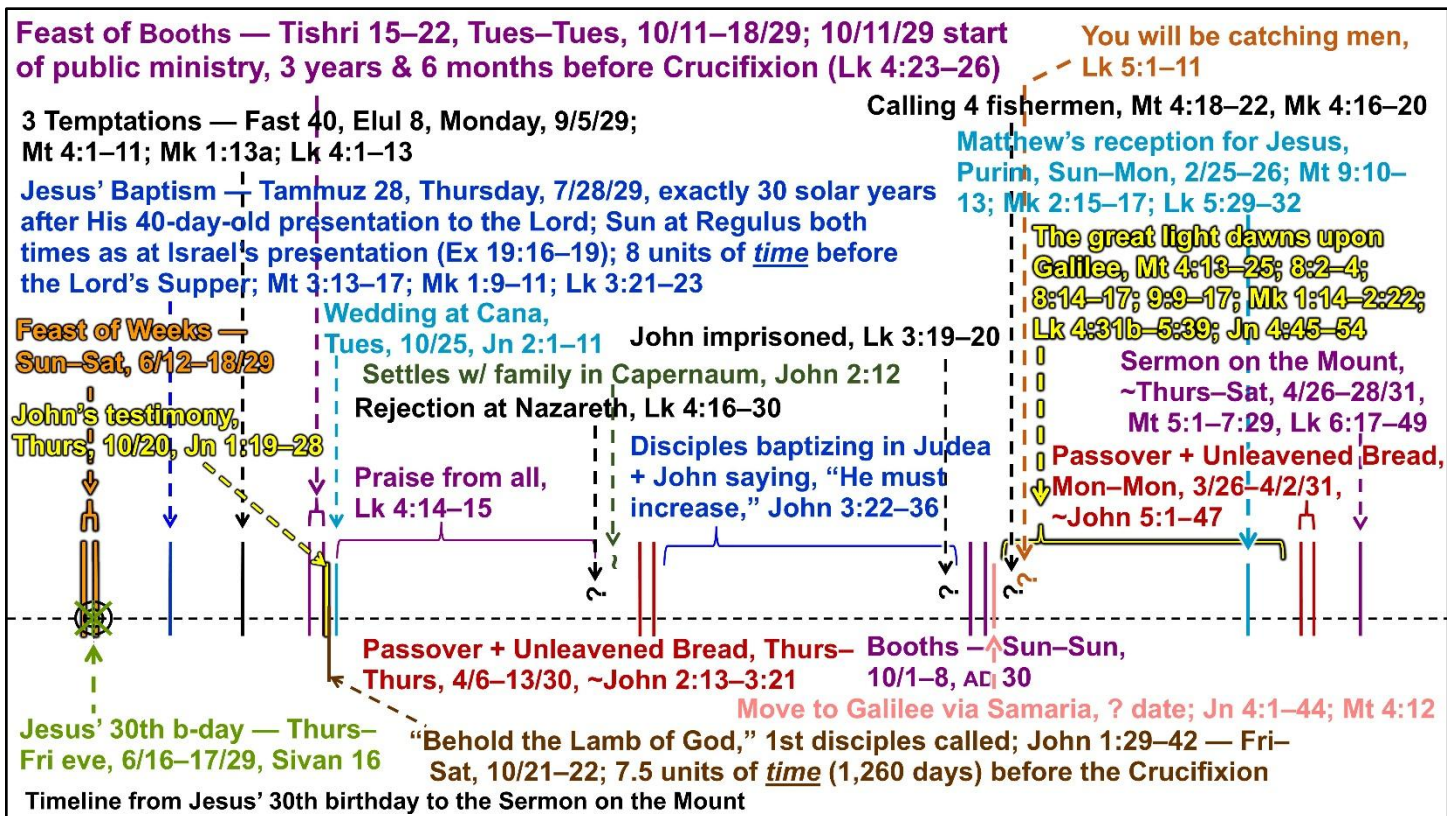 Feast of Booths — Tishri 15–22, Tues–Tues, 10/11–18/29; 10/11/29 start
of public ministry, 3 years & 6 months before Crucifixion (Lk 4:23–26)
You will be catching men,
Lk 5:1–11
3 Temptations — Fast 40, Elul 8, Monday, 9/5/29;
Mt 4:1–11; Mk 1:13a; Lk 4:1–13
Calling 4 fishermen, Mt 4:18–22, Mk 4:16–20
Matthew's reception for Jesus,
Purim, Sun–Mon, 2/25–26; Mt 9:10–
13; Mk 2:15–17; Lk 5:29–32
Jesus' Baptism — Tammuz 28, Thursday, 7/28/29, exactly 30 solar years
after His 40-day-old presentation to the Lord; Sun at Regulus both
times as at Israel's presentation (Ex 19:16–19); 8 units of time before
the Lord's Supper; Mt 3:13–17; Mk 1:9–11; Lk 3:21–23
The great light dawns upon
Galilee, Mt 4:13–25; 8:2–4;
8:14–17; 9:9–17; Mk 1:14–2:22;
Lk 4:31b–5:39; Jn 4:45–54
Feast of Weeks —
Sun–Sat, 6/12–18/29
Wedding at Cana,
Tues, 10/25, Jn 2:1–11
John imprisoned, Lk 3:19–20
Settles w/ family in Capernaum, John 2:12
Rejection at Nazareth, Lk 4:16–30
Sermon on the Mount,
~Thurs–Sat, 4/26–28/31,
Mt 5:1–7:29, Lk 6:17–49
John's testimony,
Thurs, 10/20, Jn 1:19–28
Praise from all,
Lk 4:14–15
Disciples baptizing in Judea
+ John saying, “He must
increase,” John 3:22–36
Passover + Unleavened Bread,
Mon–Mon, 3/26–4/2/31,
~John 5:1–47
?
~
?
?
?
Passover + Unleavened Bread, Thurs–
Thurs, 4/6–13/30, ~John 2:13–3:21
Booths – Sun–Sun,
10/1–8, AD 30
Move to Galilee via Samaria, ? date; Jn 4:1–44; Mt 4:12
Jesus' 30th b-day — Thurs–
Fri eve, 6/16–17/29, Sivan 16
“Behold the Lamb of God,” 1st disciples called; John 1:29–42 — Fri–
Sat, 10/21–22; 7.5 units of time (1,260 days) before the Crucifixion
Timeline from Jesus' 30th birthday to the Sermon on the Mount